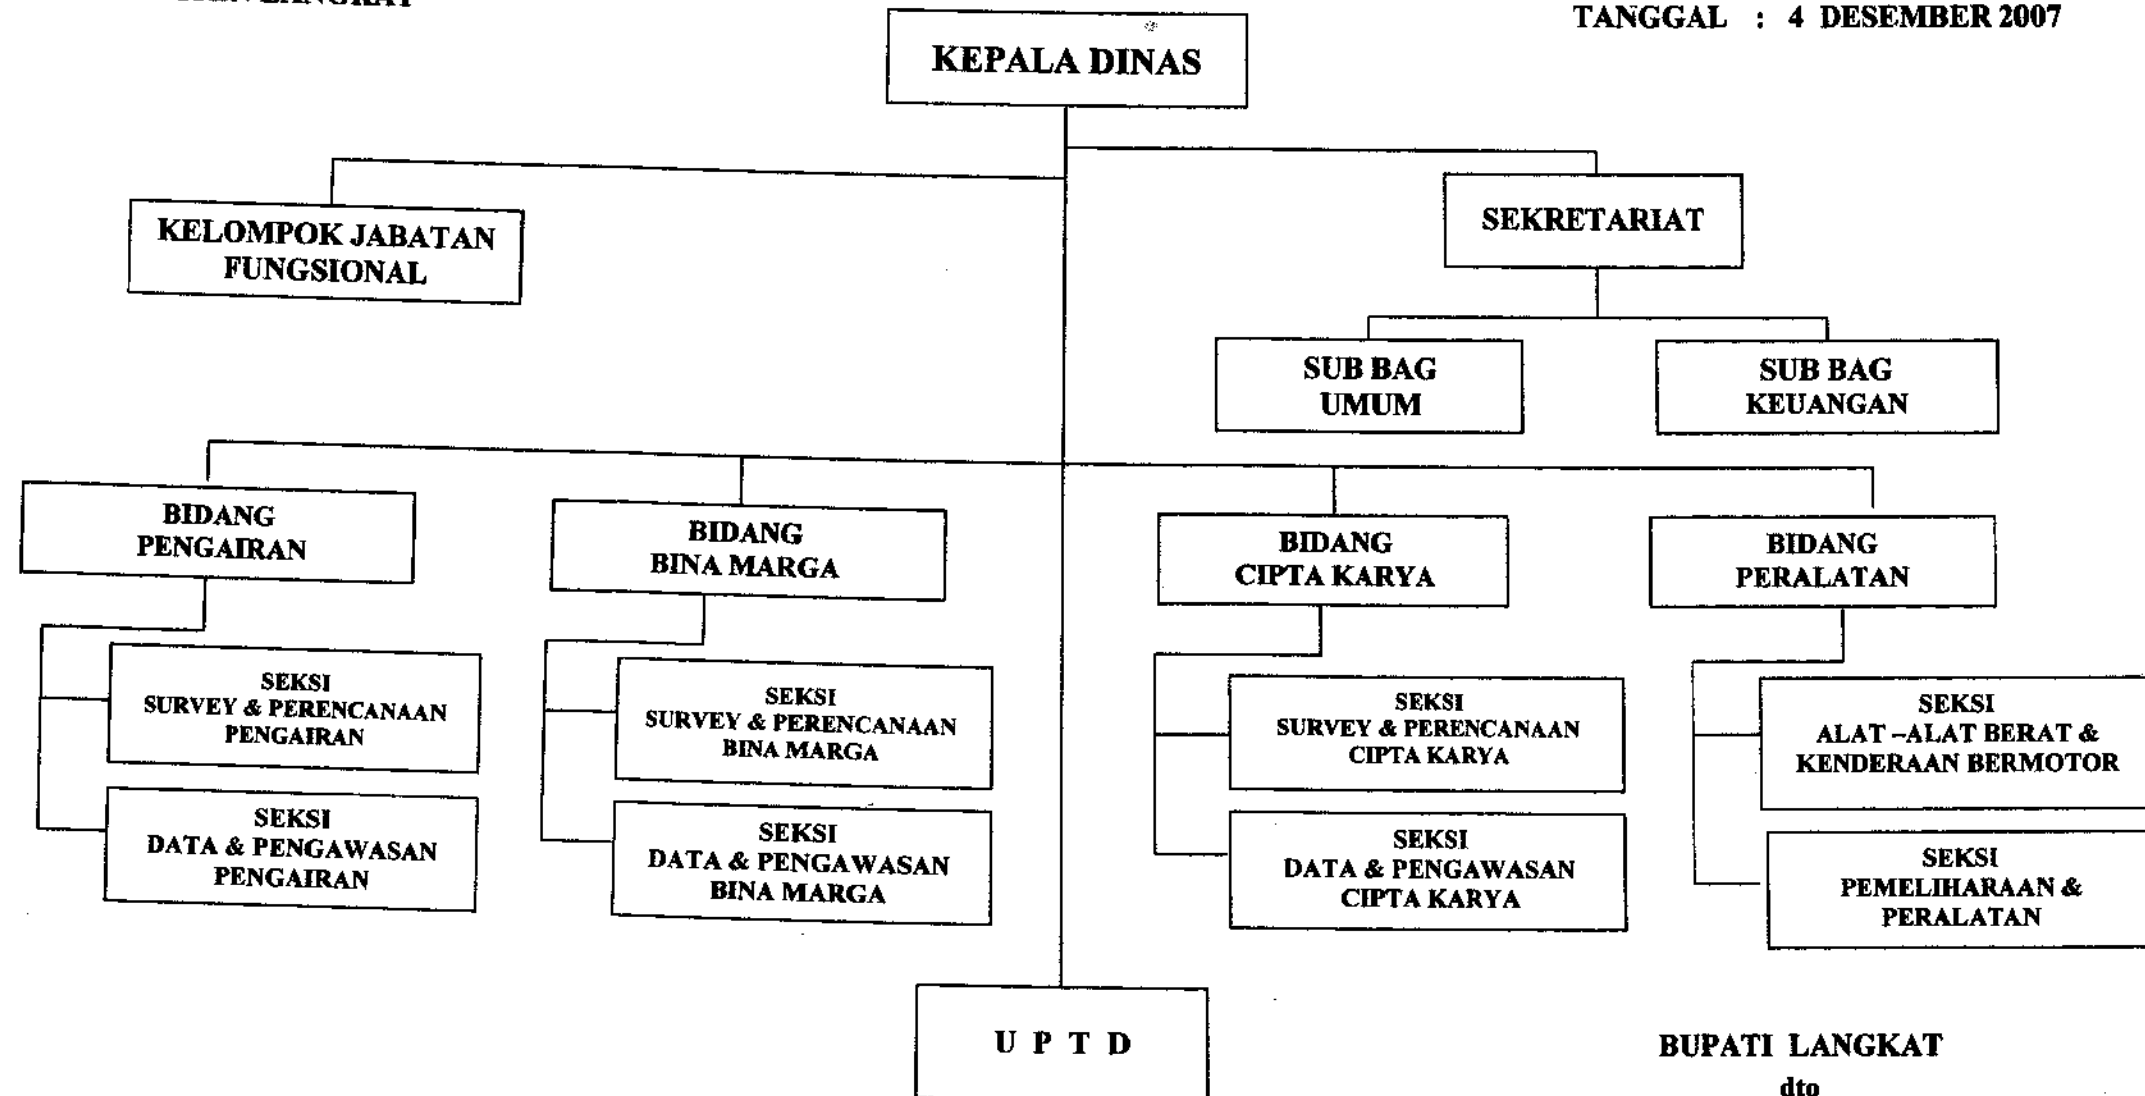 LANGKAT
TANGGAL : 4 DESEMBER 2007
KEPALA DINAS
KELOMPOK JABATAN
FUNGSIONAL
SEKRETARIAT
SUB BAG
UMUM
SUB BAG
KEUANGAN
BIDANG
PENGAIRAN
BIDANG
BINA MARGA
BIDANG
CIPTA KARYA
BIDANG
PERALATAN
SEKSI
SURVEY & PERENCANAAN
PENGAIRAN
SEKSI
SURVEY & PERENCANAAN
BINA MARGA
SEKSI
SURVEY & PERENCANAAN
CIPTA KARYA
SEKSI
ALAT –ALAT BERAT &
KENDERAAN BERMOTOR
SEKSI
DATA & PENGAWASAN
PENGAIRAN
SEKSI
DATA & PENGAWASAN
BINA MARGA
SEKSI
DATA & PENGAWASAN
CIPTA KARYA
SEKSI
PEMELIHARAAN &
PERALATAN
U P T D
BUPATI LANGKAT
dto